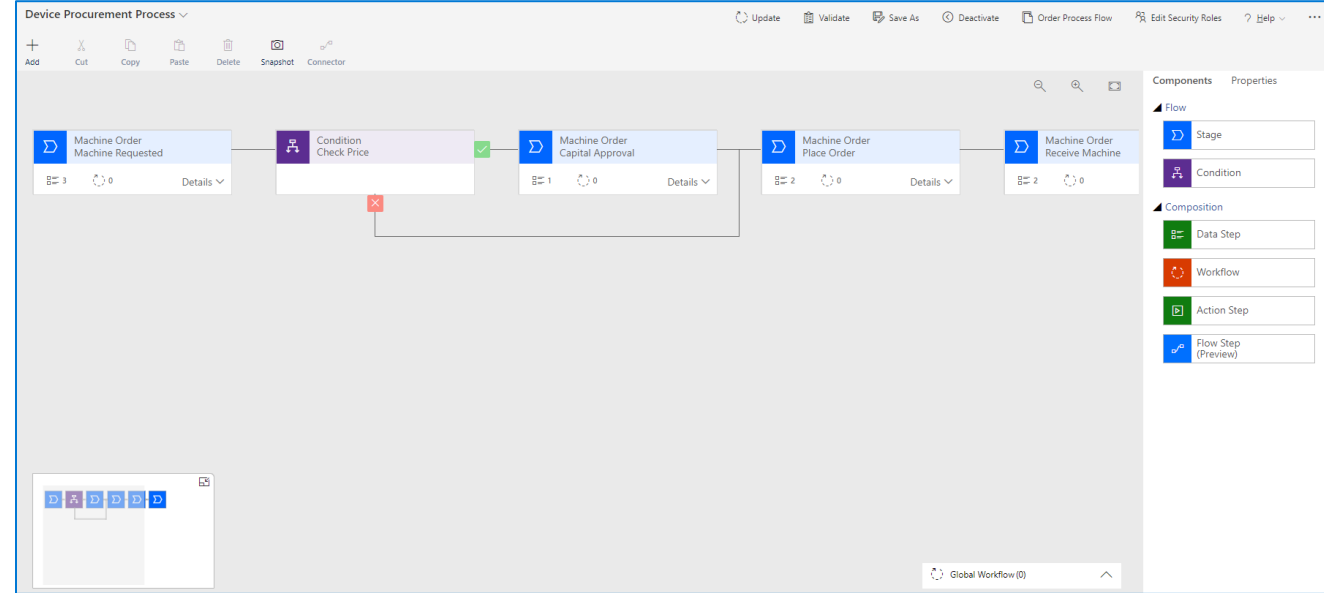 Device Procurement Process
Update Validate Save As Deactivate Order Process Flow Edit Security Roles ? Help ...
Add Cut Copy Paste Delete Snapshot Connector
Components Properties
Flow
Stage
Condition
Composition
Data Step
Workflow
Action Step
Flow Step
(Preview)
Machine Order
Machine Requested
3 0 Details
Condition
Check Price
Machine Order
Capital Approval
1 0 Details
Machine Order
Place Order
2 0 Details
Machine Order
Receive Machine
2 0
Global Workflow (0)